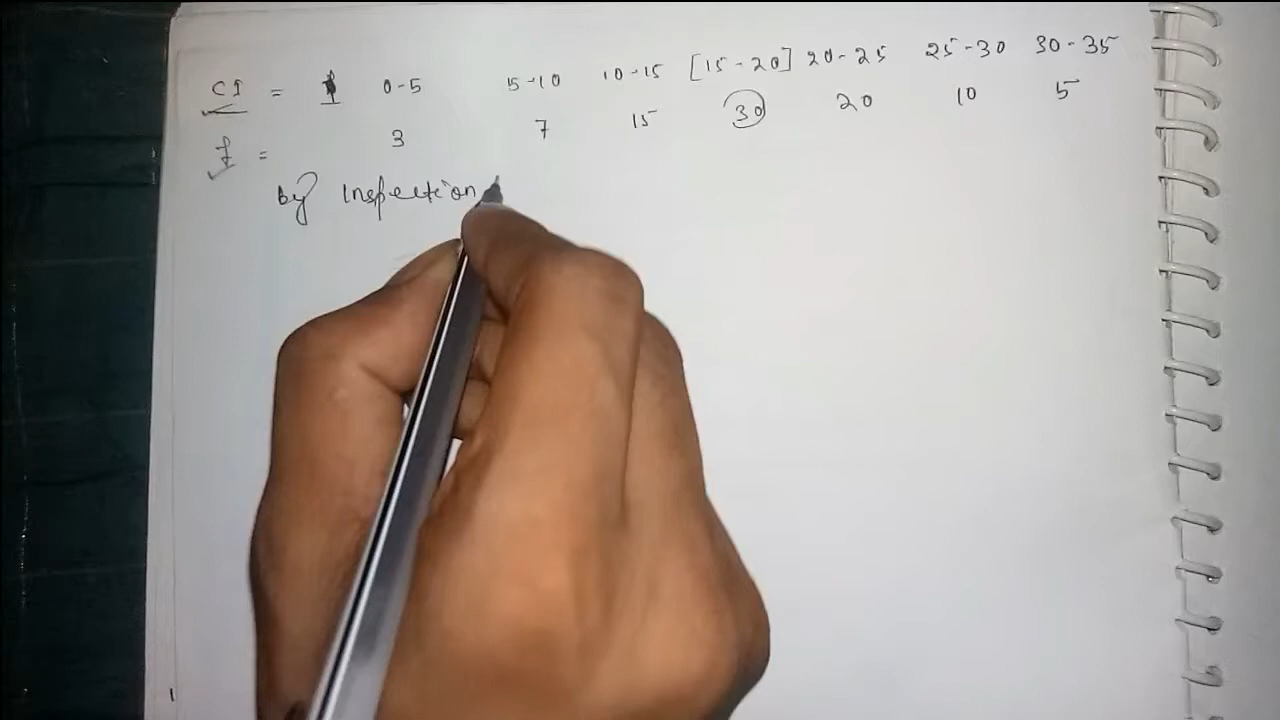 CI = 0-5 5-10 10-15 [15-20] 20-25 25-30 30-35
f = 3 7 15 30 20 10 5
by inspection